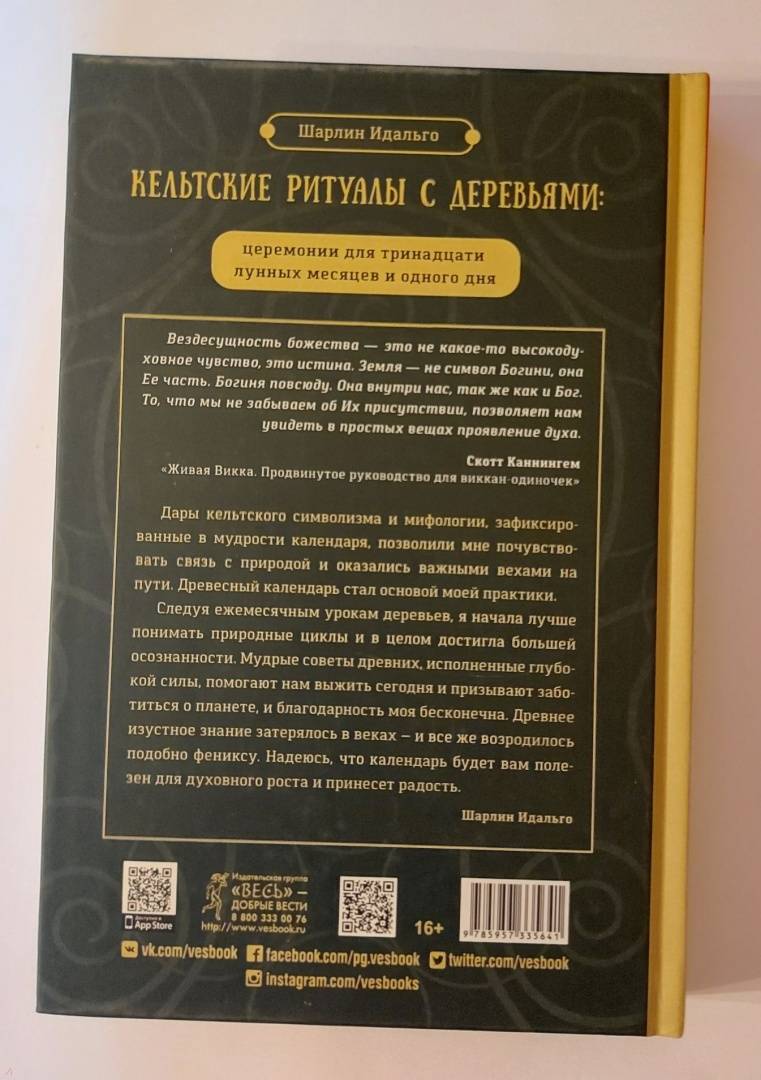 Шарлин Идальго
КЕЛЬТСКИЕ РИТУАЛЫ С ДЕРЕВЬЯМИ:
церемонии для тринадцати
лунных месяцев и одного дня
Вездесущность божества — это не какое-то высокоду-
ховное чувство, это истина. Земля — не символ Богини, она
Ее часть. Богиня повсюду. Она внутри нас, так же как и Бог.
То, что мы не забываем об Их присутствии, позволяет нам
увидеть в простых вещах проявление духа.
Скотт Каннингем
«Живая Викка. Продвинутое руководство для виккан-одиночек»
Дары кельтского символизма и мифологии, зафиксиро-
ванные в мудрости календаря, позволили мне почувство-
вать связь с природой и оказались важными вехами на
пути. Древесный календарь стал основой моей практики.
Следуя ежемесячным урокам деревьев, я начала лучше
понимать природные циклы и в целом достигла большей
осознанности. Мудрые советы древних, исполненные глубо-
кой силы, помогают нам выжить сегодня и призывают забо-
титься о планете, и благодарность моя бесконечна. Древнее
изустное знание затерялось в веках – и все же возродилось
подобно фениксу. Надеюсь, что календарь будет вам поле-
зен для духовного роста и принесет радость.
Шарлин Идальго
Доступно в
App Store
Издательская группа
«ВЕСЬ» —
ДОБРЫЕ ВЕСТИ
8 800 333 00 76
http://www.vesbook.ru
16+
9 785957 335641
vk.com/vesbook facebook.com/pg.vesbook twitter.com/vesbook
instagram.com/vesbooks